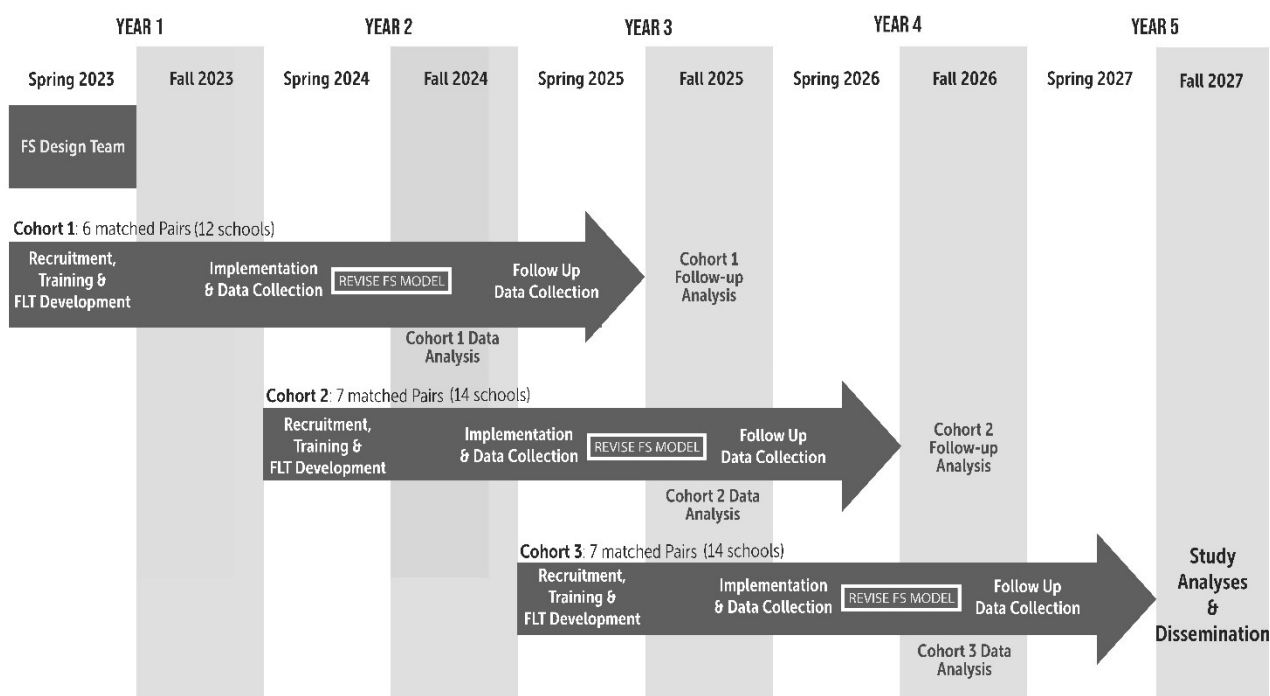 YEAR 1 YEAR 2 YEAR 3 YEAR 4 YEAR 5
Spring 2023 Fall 2023 Spring 2024 Fall 2024 Spring 2025 Fall 2025 Spring 2026 Fall 2026 Spring 2027 Fall 2027
FS Design Team
Cohort 1: 6 matched Pairs (12 schools)
Recruitment,
Training &
FLT Development
Implementation
& Data Collection
REVISE FS MODEL
Follow Up
Data Collection
Cohort 1
Follow-up
Analysis
Cohort 1 Data
Analysis
Cohort 2: 7 matched Pairs (14 schools)
Recruitment,
Training &
FLT Development
Implementation
& Data Collection
REVISE FS MODEL
Follow Up
Data Collection
Cohort 2
Follow-up
Analysis
Cohort 2 Data
Analysis
Cohort 3: 7 matched Pairs (14 schools)
Recruitment,
Training &
FLT Development
Implementation
& Data Collection
REVISE FS MODEL
Follow Up
Data Collection
Cohort 3 Data
Analysis
Study
Analyses
&
Dissemination